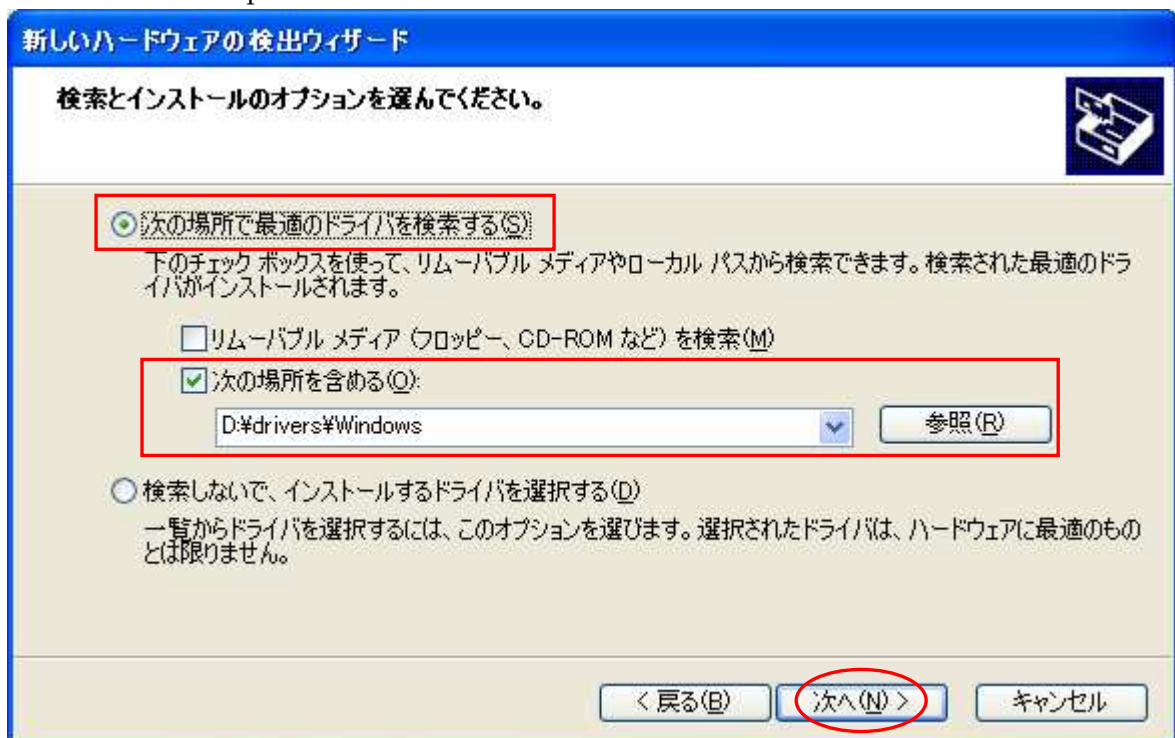 新しいハードウェアの検出ウィザード
検索とインストールのオプションを選んでください。
次の場所で最適のドライバを検索する(S)
下のチェック ボックスを使って、リムーバブル メディアやローカル パスから検索できます。検索された最適のドラ
イバがインストールされます。
リムーバブル メディア (フロッピー、CD-ROM など) を検索(M)
次の場所を含める(O):
D:¥drivers¥Windows
参照(R)
検索しないで、インストールするドライバを選択する(D)
一覧からドライバを選択するには、このオプションを選びます。選択されたドライバは、ハードウェアに最適のもの
とは限りません。
< 戻る(B)
次へ(N) >
キャンセル